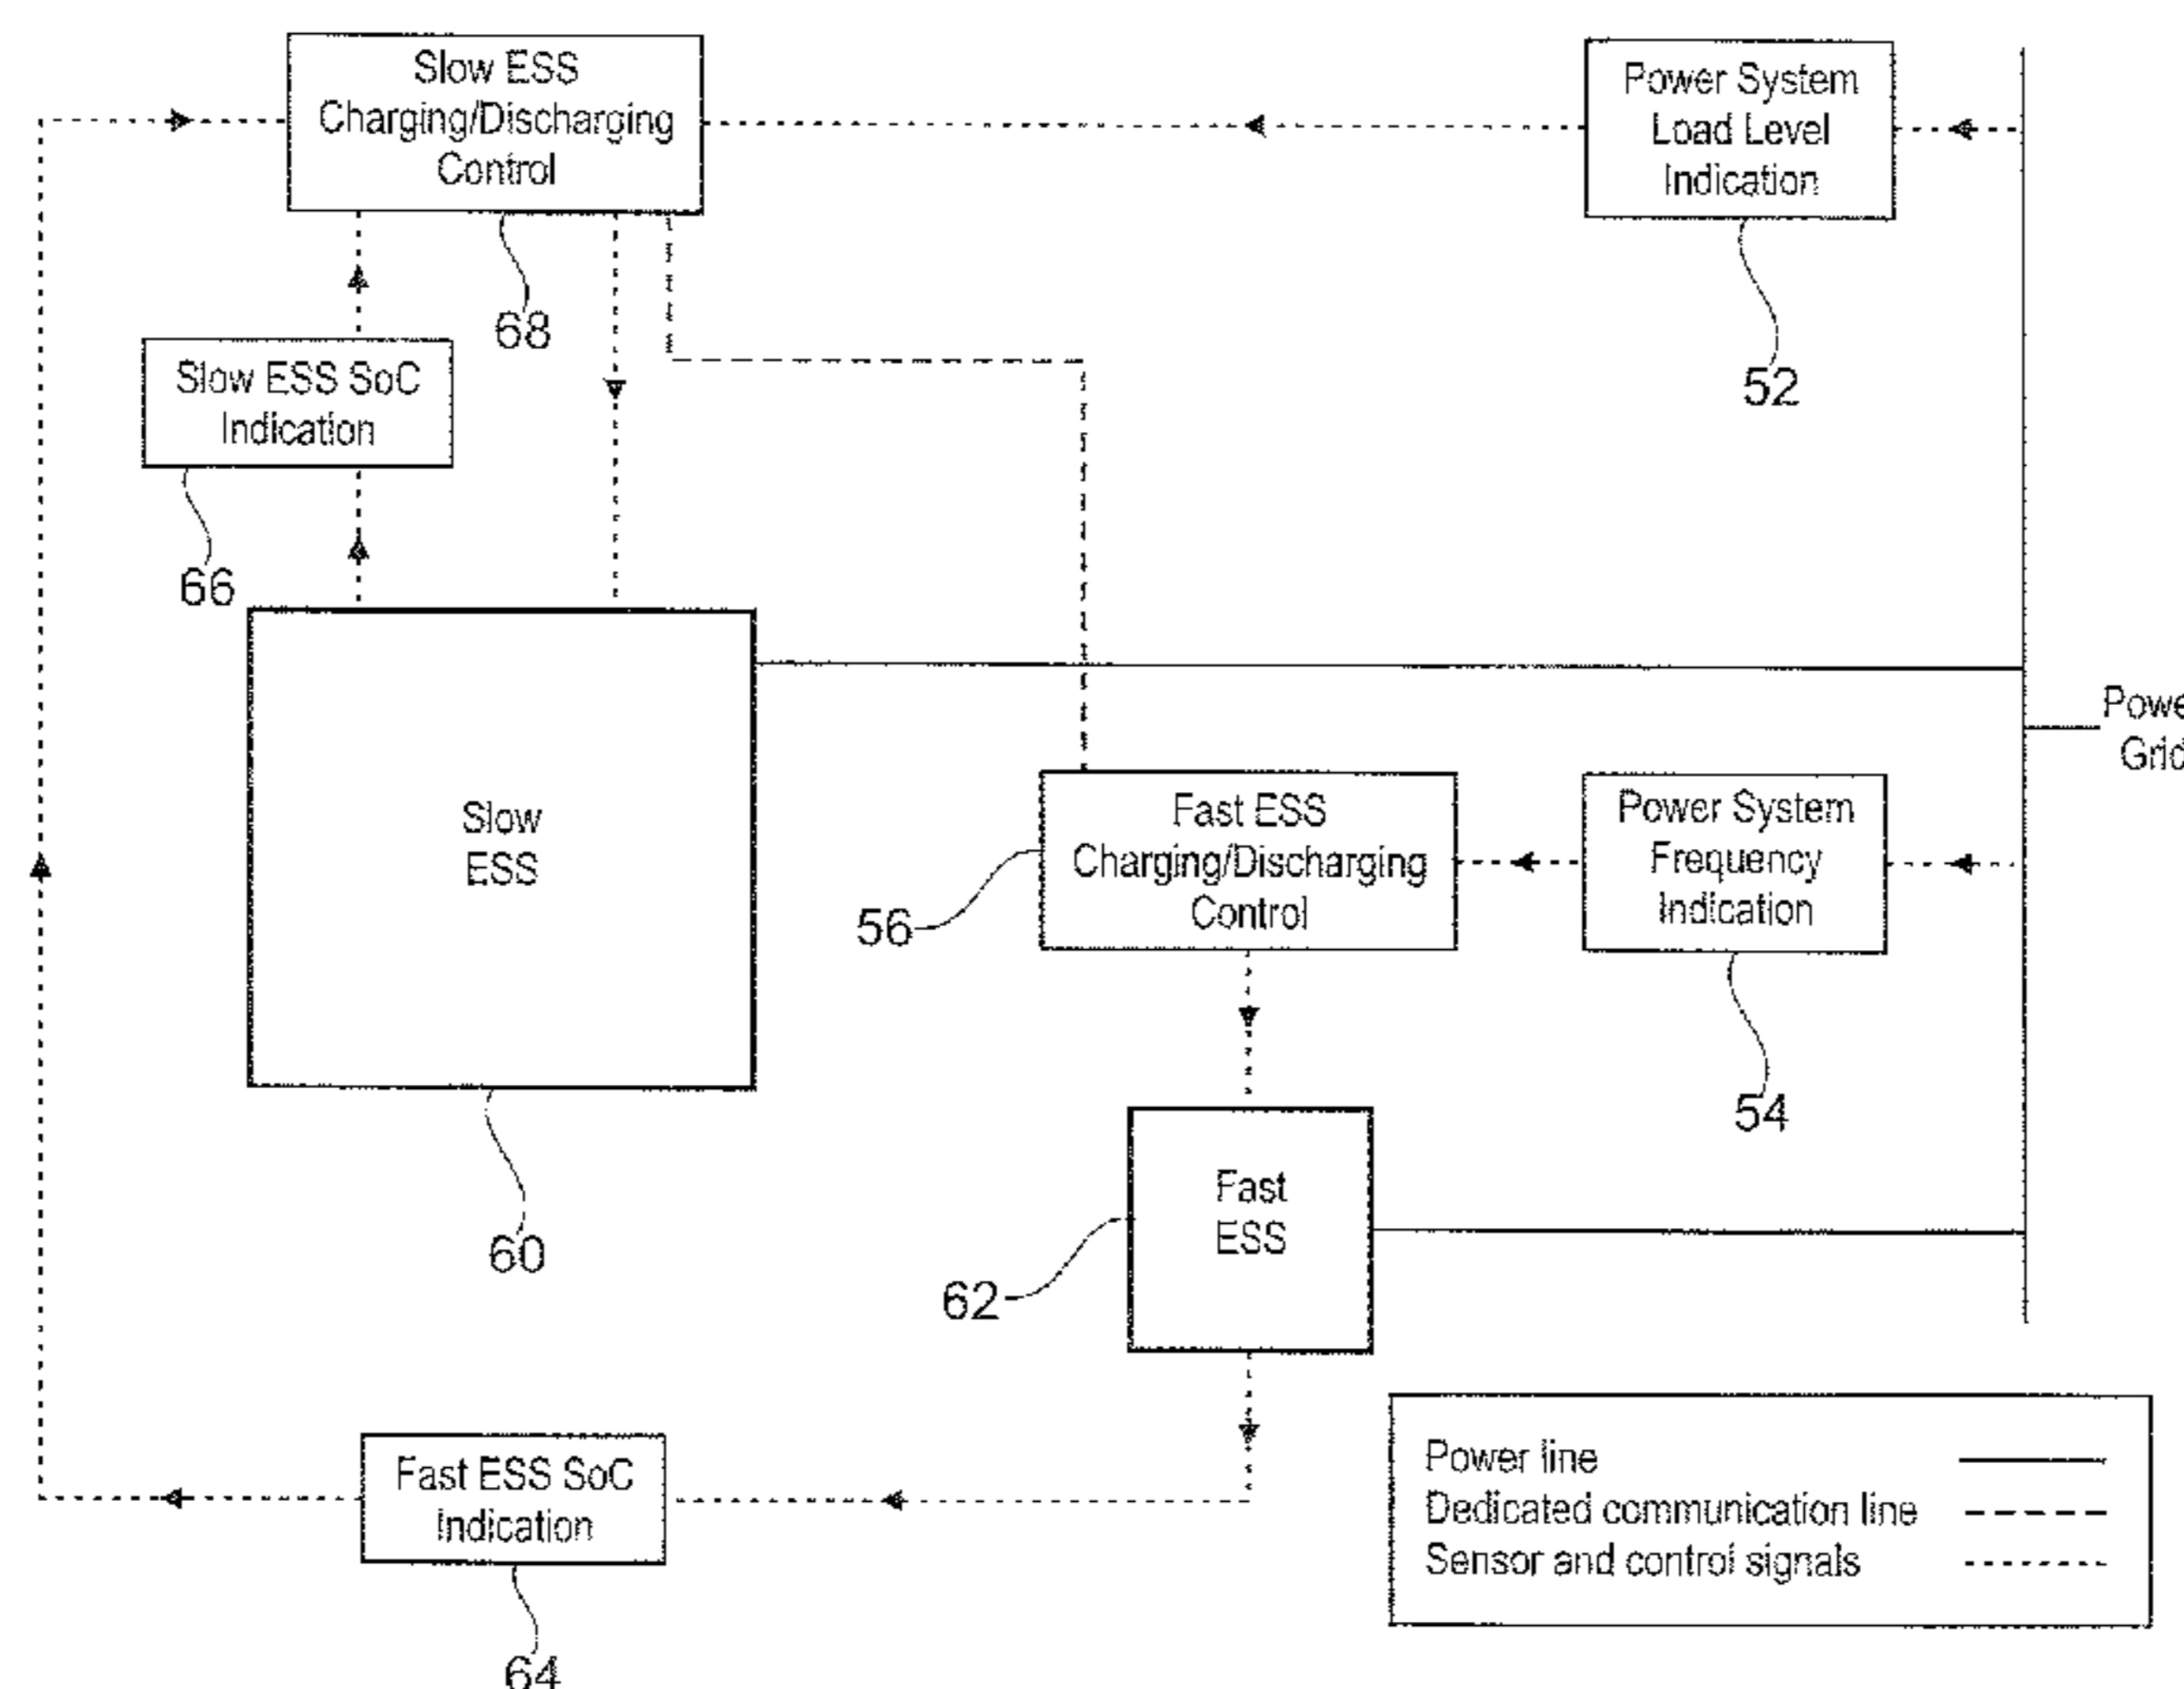 Slow ESS
Charging/Discharging
Control
Power System
Load Level
Indication
68
52
Slow ESS SoC
Indication
66
Slow
ESS
Powe
Grid
Fast ESS
Charging/Discharging
Control
Power System
Frequency
Indication
56
54
60
Fast
ESS
62
Fast ESS SoC
Indication
64
Power line
Dedicated communication line
Sensor and control signals